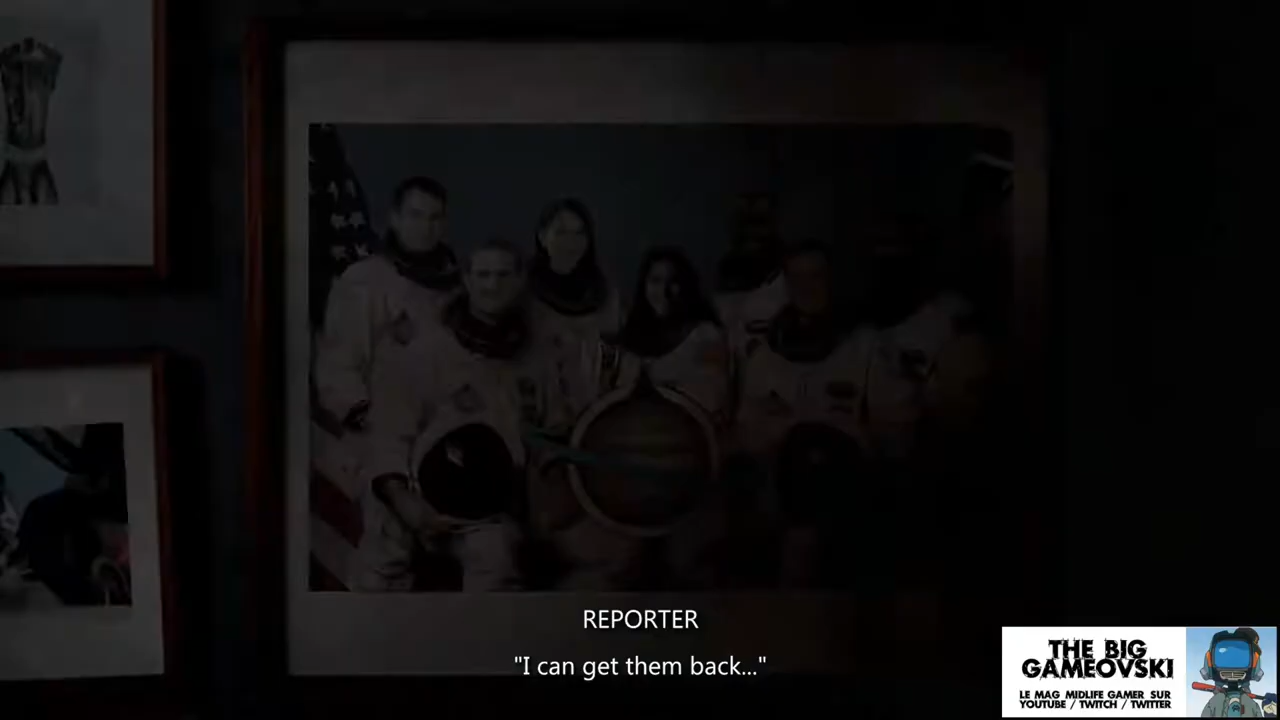 REPORTER
"I can get them back..."
THE BIG
GAMEOVSKI
LE MAG MIDLIFE GAMER SUR
YOUTUBE / TWITCH / TWITTER